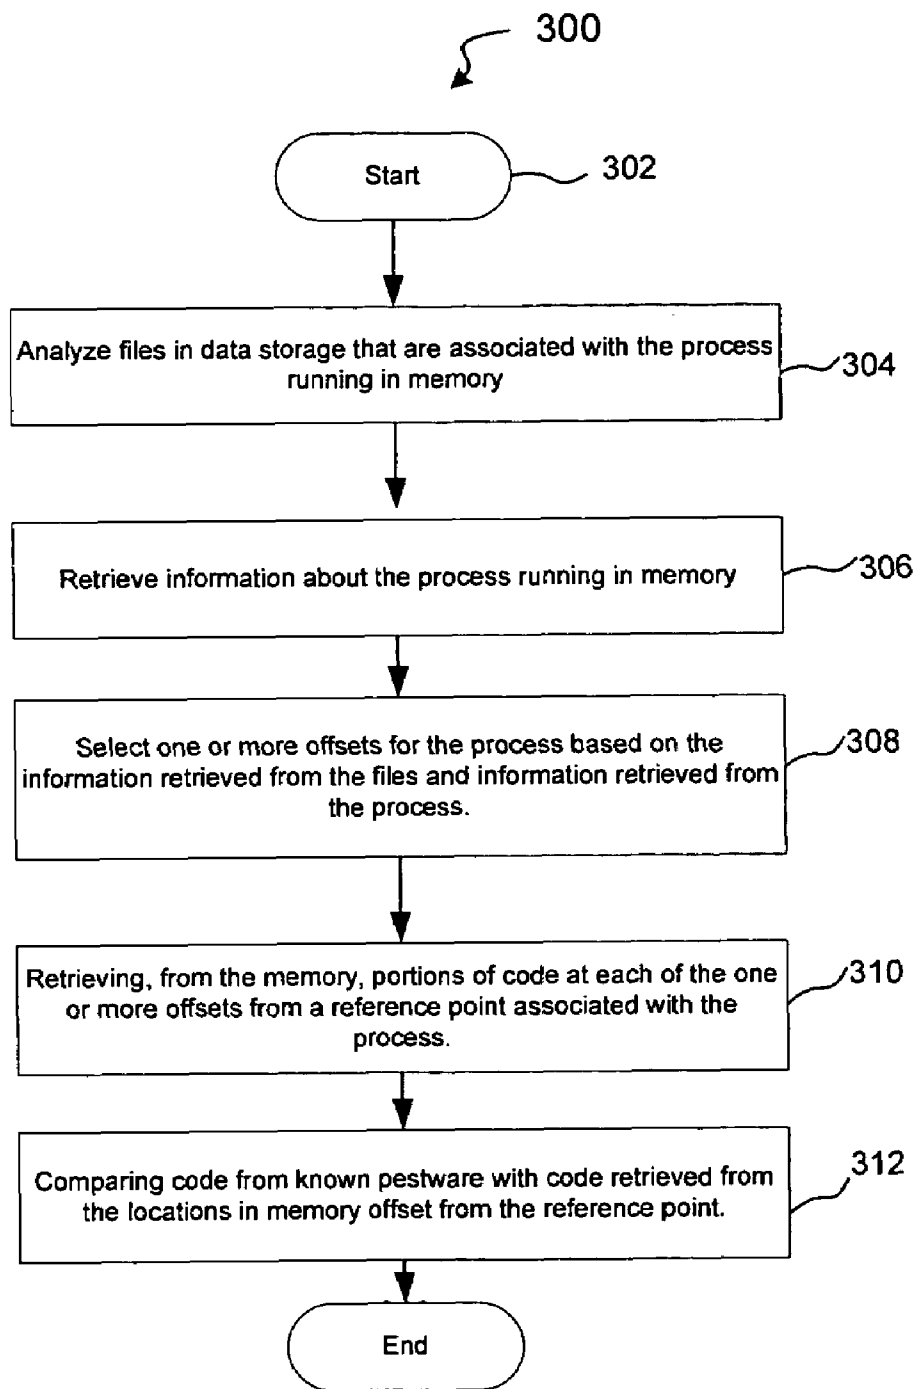 300
Start
302
Analyze files in data storage that are associated with the process
running in memory
304
Retrieve information about the process running in memory
306
Select one or more offsets for the process based on the
information retrieved from the files and information retrieved from
the process.
308
Retrieving, from the memory, portions of code at each of the one
or more offsets from a reference point associated with the
process.
310
Comparing code from known pestware with code retrieved from
the locations in memory offset from the reference point.
312
End